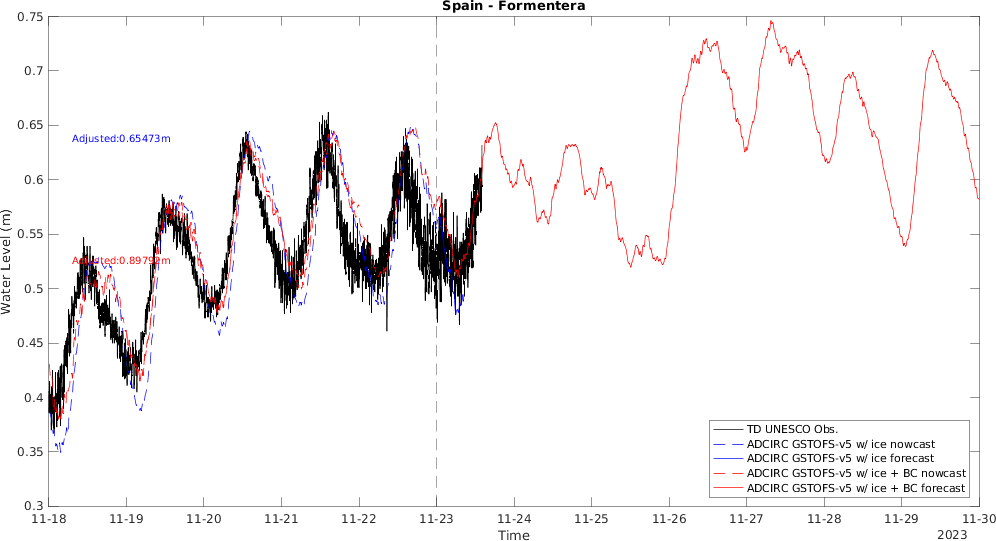 Spain - Formentera
0.75
0.7
0.65
0.6
0.55
0.5
0.45
0.4
0.35
0.3
Water Level (m)
Adjusted:0.65473m
Adjusted:0.89792m
TD UNESCO Obs.
ADCIRC GSTOFS-v5 w/ ice nowcast
ADCIRC GSTOFS-v5 w/ ice forecast
ADCIRC GSTOFS-v5 w/ ice + BC nowcast
ADCIRC GSTOFS-v5 w/ ice + BC forecast
11-18 11-19 11-20 11-21 11-22 11-23 11-24 11-25 11-26 11-27 11-28 11-29 11-30
Time
2023